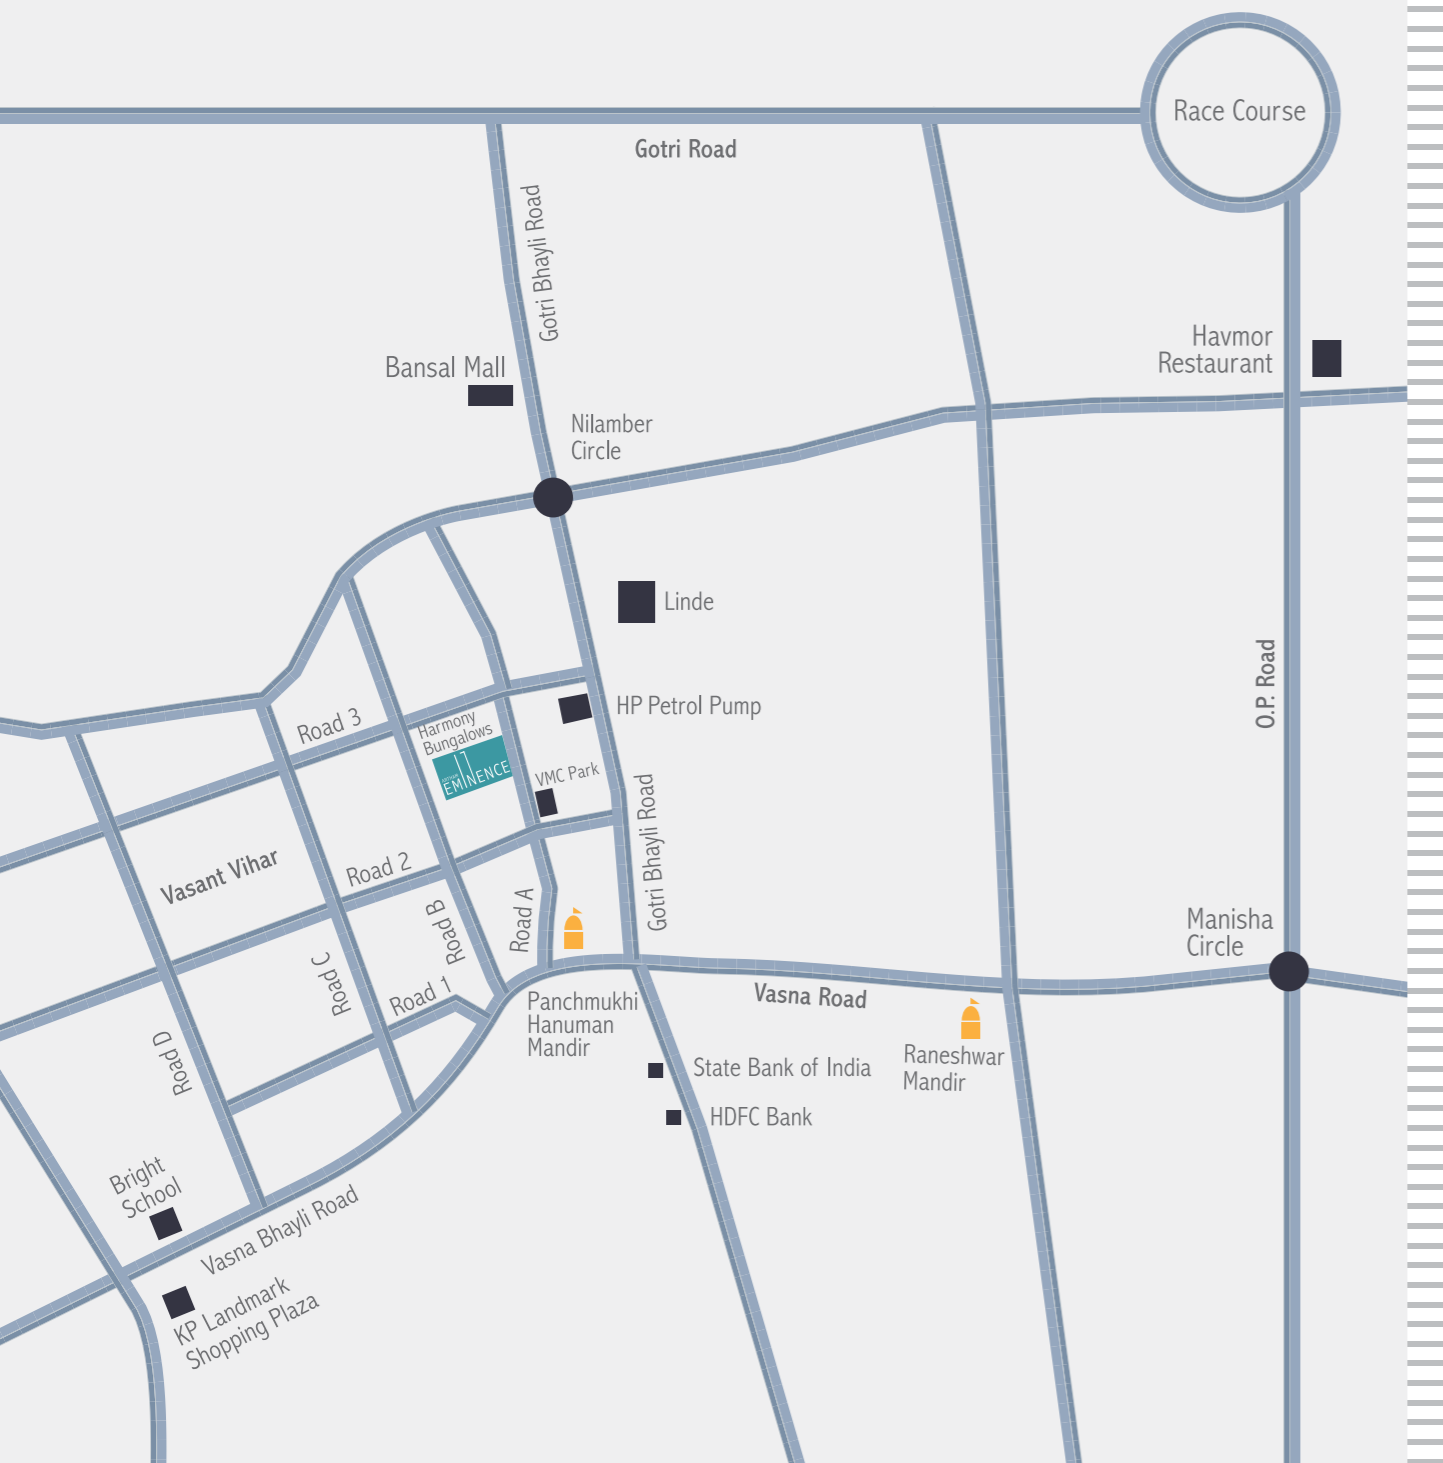 Race Course
Gotri Road
Gotri Bhayli Road
Havmor
Restaurant
Bansal Mall
Nilamber
Circle
Linde
O.P. Road
HP Petrol Pump
Road 3
Harmony
Bungalows
EMINENCE
VMC Park
Gotri Bhayli Road
Vasant Vihar
Road 2
Road A
Road B
Manisha
Circle
Road C
Road 1
Vasna Road
Panchmukhi
Hanuman
Mandir
Road D
State Bank of India
Raneshwar
Mandir
HDFC Bank
Bright
School
Vasna Bhayli Road
KP Landmark
Shopping Plaza